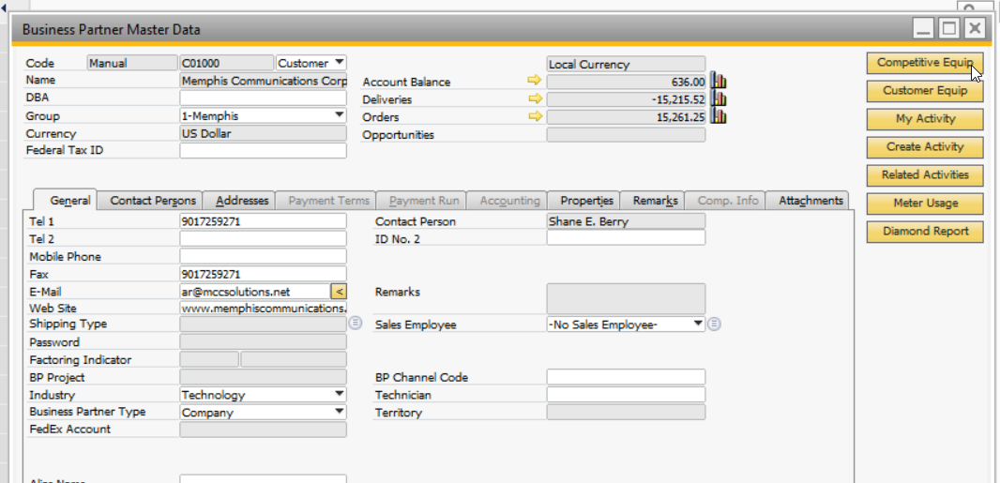 Business Partner Master Data
Code Manual C01000 Customer
Name Memphis Communications Corp
DBA
Group 1-Memphis
Currency US Dollar
Federal Tax ID
Local Currency
Account Balance 636.00
Deliveries -15,215.52
Orders 15,261.25
Opportunities
Competitive Equip
Customer Equip
My Activity
Create Activity
Related Activities
Meter Usage
Diamond Report
General Contact Persons Addresses Payment Terms Payment Run Accounting Properties Remarks Comp. Info Attachments
Tel 1 9017259271
Tel 2
Mobile Phone
Fax 9017259271
E-Mail ar@mccsolutions.net <
Web Site www.memphiscommunications.
Shipping Type
Password
Factoring Indicator
BP Project
Industry Technology
Business Partner Type Company
FedEx Account
Alias Name
Contact Person Shane E. Berry
ID No. 2
Remarks
Sales Employee -No Sales Employee-
BP Channel Code
Technician
Territory